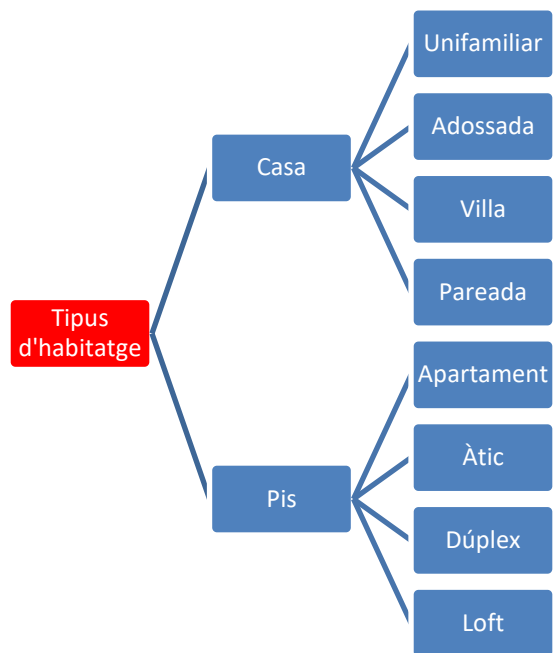 Tipus
d'habitatge
Casa
Unifamiliar
Adossada
Villa
Pareada
Pis
Apartament
Àtic
Dúplex
Loft